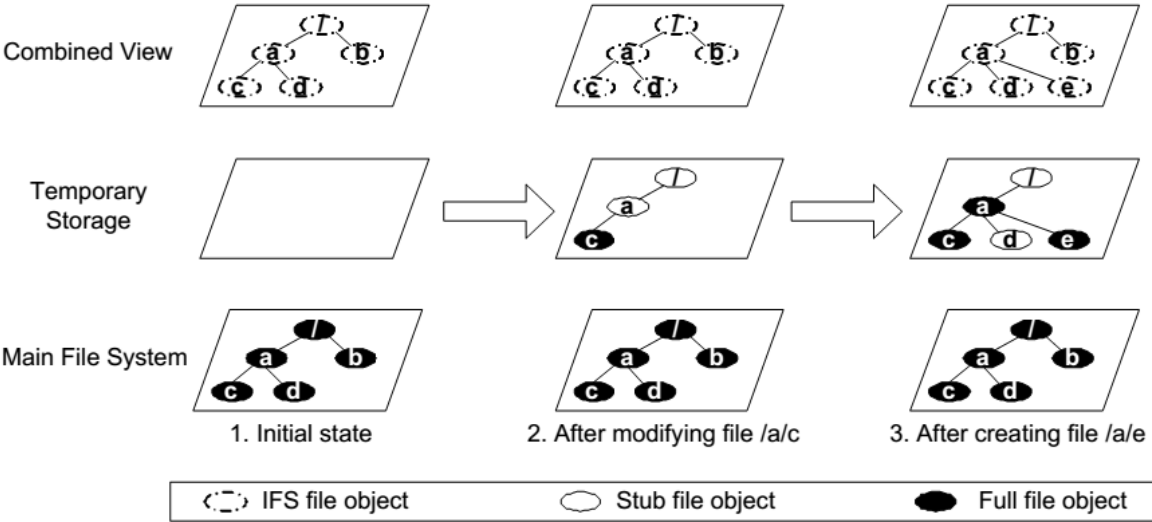 Combined View
/
a b
c d
/
a b
c d
/
a b
c d e
Temporary
Storage
/
a
c
/
a
c d e
Main File System
/
a b
c d
/
a b
c d
/
a b
c d
1. Initial state
2. After modifying file /a/c
3. After creating file /a/e
IFS file object
Stub file object
Full file object